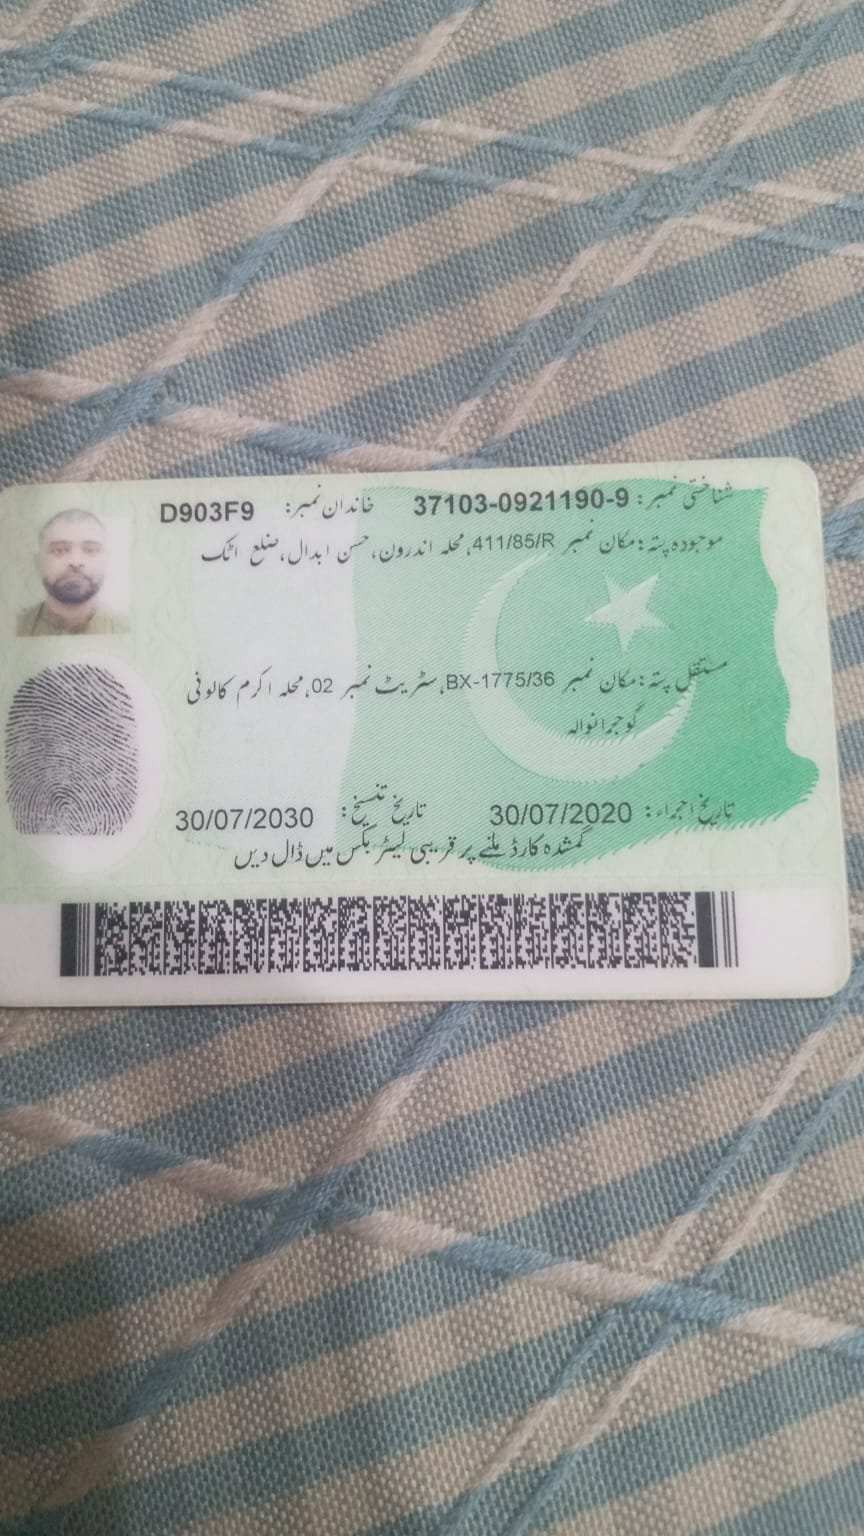 شناختی نمبر: 37103-0921190-9 خاندان نمبر: D903F9
موجودہ پتہ: مکان نمبر 411/85/R، محلہ اندرون، حسن ابدال، ضلع اٹک
مستقل پتہ: مکان نمبر BX-1775/36، سٹریٹ نمبر 02، محلہ اکرم کالونی
گوجرانوالہ
تاریخ اجراء: 30/07/2020 تاریخ تنسیخ: 30/07/2030
گمشدہ کارڈ ملنے پر قریبی لیٹر بکس میں ڈال دیں